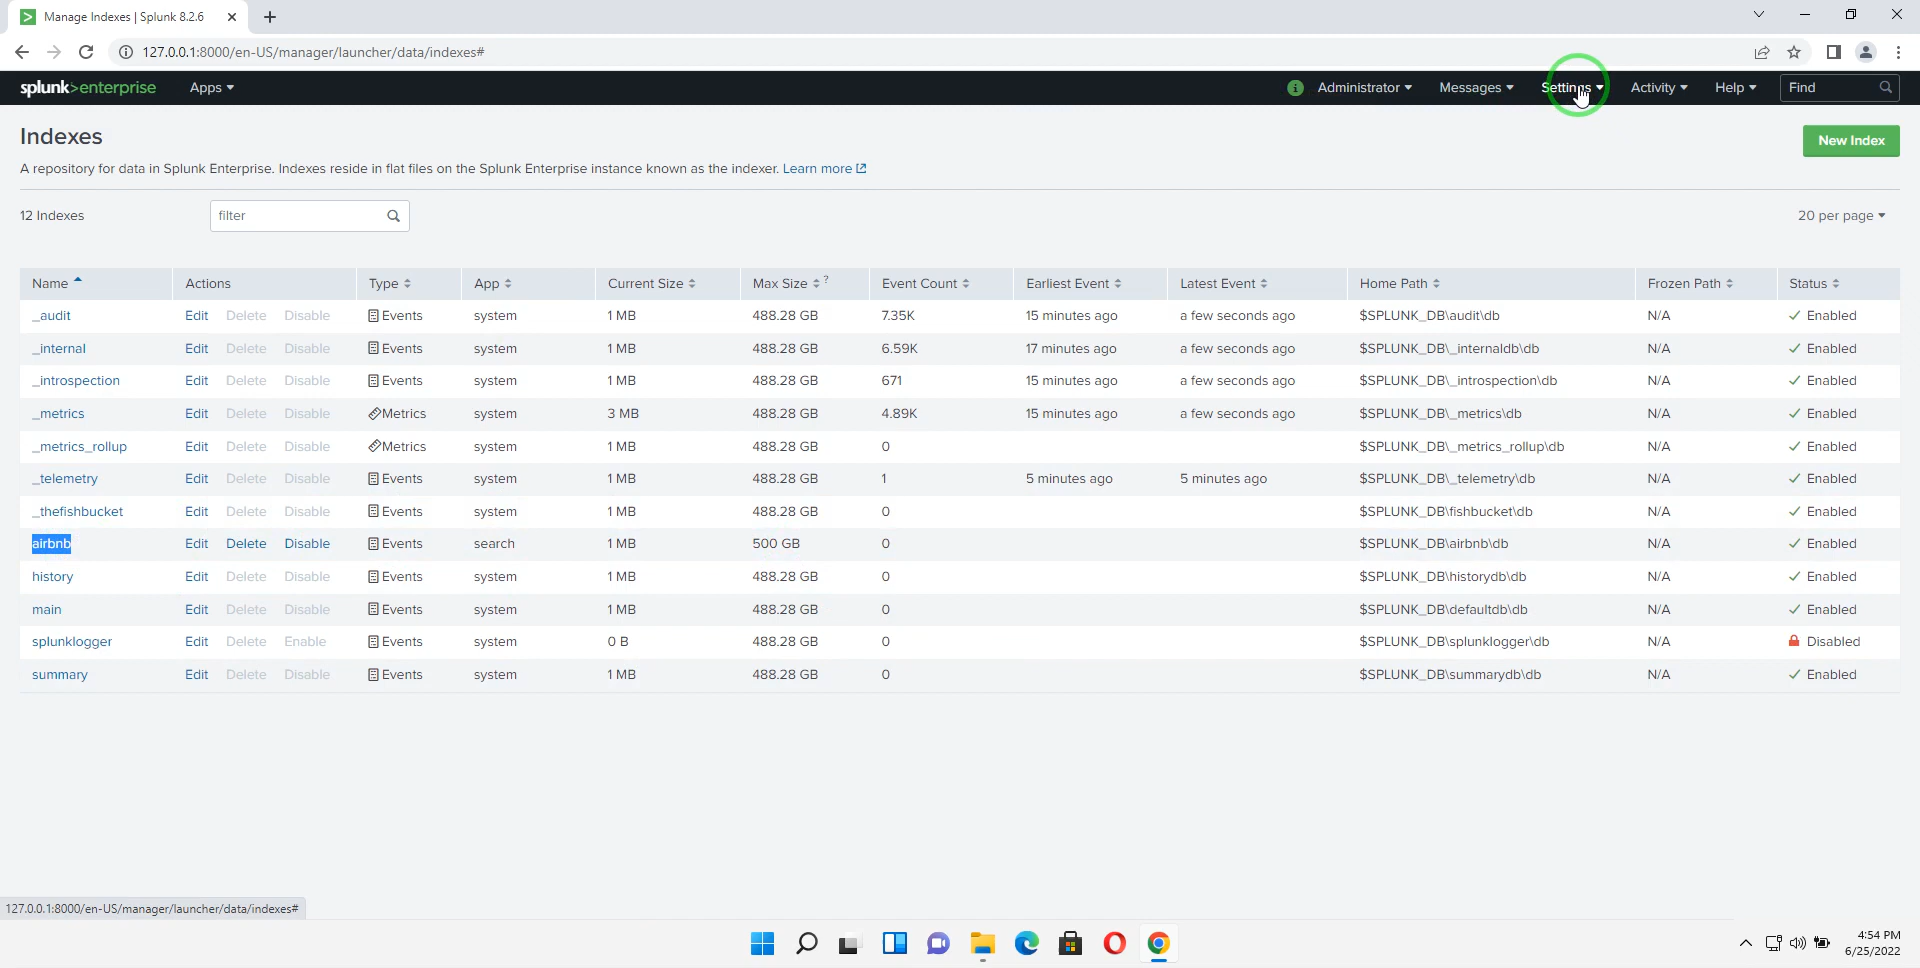 Manage Indexes | Splunk 8.2.6
127.0.0.1:8000/en-US/manager/launcher/data/indexes#
splunk>enterprise Apps Administrator Messages Settings Activity Help Find
Indexes
New Index
A repository for data in Splunk Enterprise. Indexes reside in flat files on the Splunk Enterprise instance known as the indexer. Learn more
12 Indexes filter 20 per page
Name Actions Type App Current Size Max Size ? Event Count Earliest Event Latest Event Home Path Frozen Path Status
_audit Edit Delete Disable Events system 1 MB 488.28 GB 7.35K 15 minutes ago a few seconds ago $SPLUNK_DB\audit\db N/A Enabled
_internal Edit Delete Disable Events system 1 MB 488.28 GB 6.59K 17 minutes ago a few seconds ago $SPLUNK_DB\_internaldb\db N/A Enabled
_introspection Edit Delete Disable Events system 1 MB 488.28 GB 671 15 minutes ago a few seconds ago $SPLUNK_DB\_introspection\db N/A Enabled
_metrics Edit Delete Disable Metrics system 3 MB 488.28 GB 4.89K 15 minutes ago a few seconds ago $SPLUNK_DB\_metrics\db N/A Enabled
_metrics_rollup Edit Delete Disable Metrics system 1 MB 488.28 GB 0 $SPLUNK_DB\_metrics_rollup\db N/A Enabled
_telemetry Edit Delete Disable Events system 1 MB 488.28 GB 1 5 minutes ago 5 minutes ago $SPLUNK_DB\_telemetry\db N/A Enabled
_thefishbucket Edit Delete Disable Events system 1 MB 488.28 GB 0 $SPLUNK_DB\fishbucket\db N/A Enabled
airbnb Edit Delete Disable Events search 1 MB 500 GB 0 $SPLUNK_DB\airbnb\db N/A Enabled
history Edit Delete Disable Events system 1 MB 488.28 GB 0 $SPLUNK_DB\historydb\db N/A Enabled
main Edit Delete Disable Events system 1 MB 488.28 GB 0 $SPLUNK_DB\defaultdb\db N/A Enabled
splunklogger Edit Delete Enable Events system 0 B 488.28 GB 0 $SPLUNK_DB\splunklogger\db N/A Disabled
summary Edit Delete Disable Events system 1 MB 488.28 GB 0 $SPLUNK_DB\summarydb\db N/A Enabled
127.0.0.1:8000/en-US/manager/launcher/data/indexes#
4:54 PM
6/25/2022